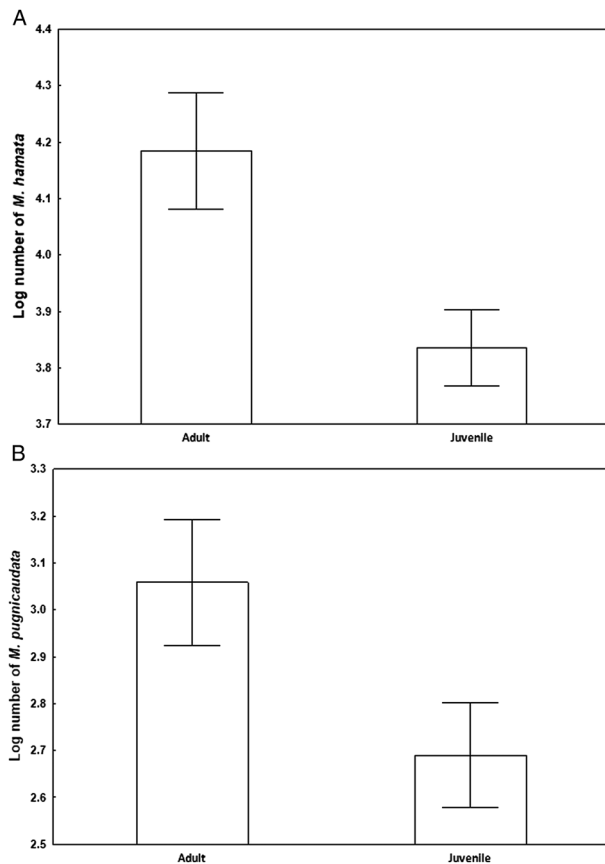 A
Log number of M. hamata
4.4
4.3
4.2
4.1
4.0
3.9
3.8
3.7
Adult Juvenile
B
Log number of M. pugnicaudata
3.3
3.2
3.1
3.0
2.9
2.8
2.7
2.6
2.5
Adult Juvenile